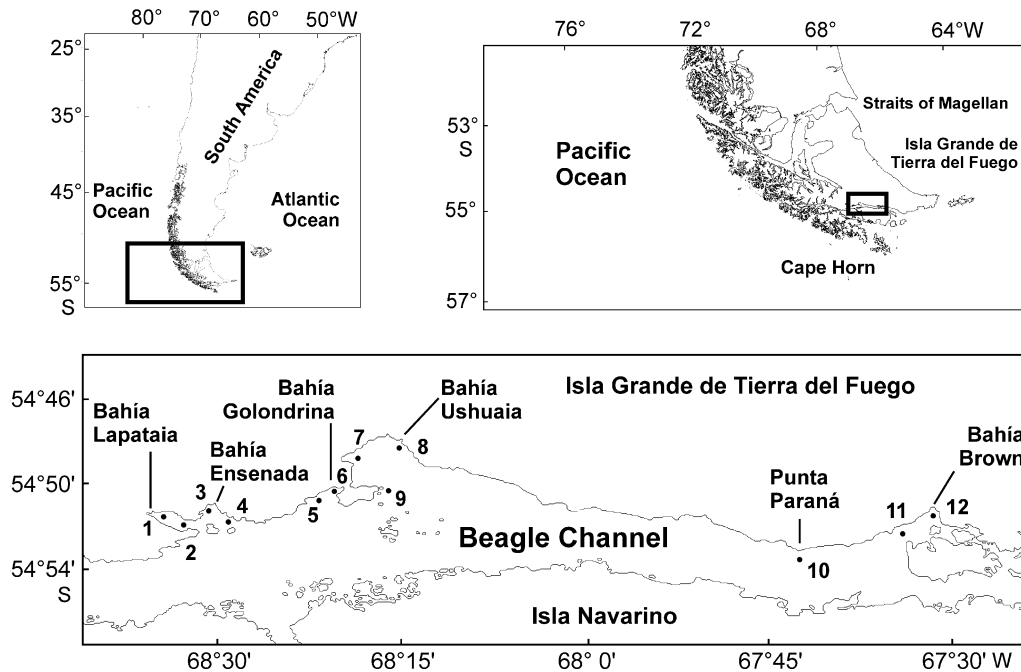 80° 70° 60° 50°W
25°
35°
45°
55°
S
South America
Pacific
Ocean
Atlantic
Ocean
76° 72° 68° 64°W
53°
S
55°
57°
Straits of Magellan
Isla Grande de
Tierra del Fuego
Pacific
Ocean
Cape Horn
54°46'
54°50'
54°54'
S
Bahía
Lapataia
Bahía
Ensenada
Bahía
Golondrina
Bahía
Ushuaia
Isla Grande de Tierra del Fuego
Punta
Paraná
Bahía
Brown
1
2
3
4
5
6
7
8
9
10
11
12
Beagle Channel
Isla Navarino
68°30' 68°15' 68° 0' 67°45' 67°30' W